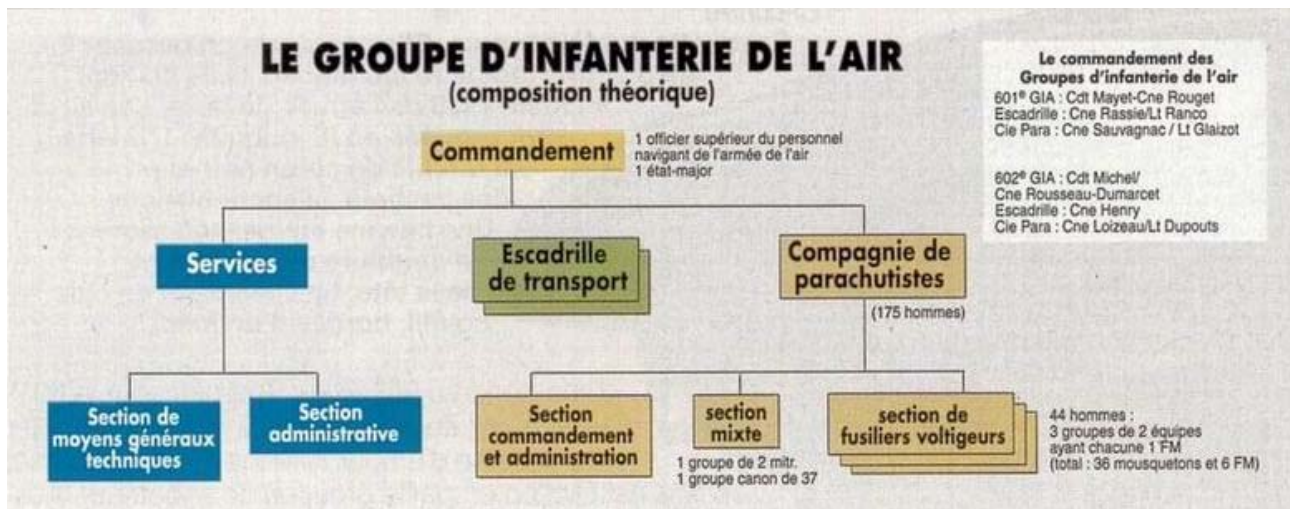 LE GROUPE D'INFANTERIE DE L'AIR
(composition théorique)
Le commandement des
Groupes d'infanterie de l'air
601e GIA : Cdt Mayet-Cne Rouget
Escadrille : Cne Rassie/Lt Ranco
Cie Para : Cne Sauvagnac / Lt Glaizot
602e GIA : Cdt Michel/
Cne Rousseau-Dumarcet
Escadrille : Cne Henry
Cie Para : Cne Loizeau/Lt Dupouts
Commandement
1 officier supérieur du personnel
navigant de l'armée de l'air
1 état-major
Services
Escadrille
de transport
Compagnie de
parachutistes
(175 hommes)
Section de
moyens généraux
techniques
Section
administrative
Section
commandement
et administration
section
mixte
1 groupe de 2 mitr.
1 groupe canon de 37
section de
fusiliers voltigeurs
44 hommes :
3 groupes de 2 équipes
ayant chacune 1 FM
(total : 36 mousquetons et 6 FM)